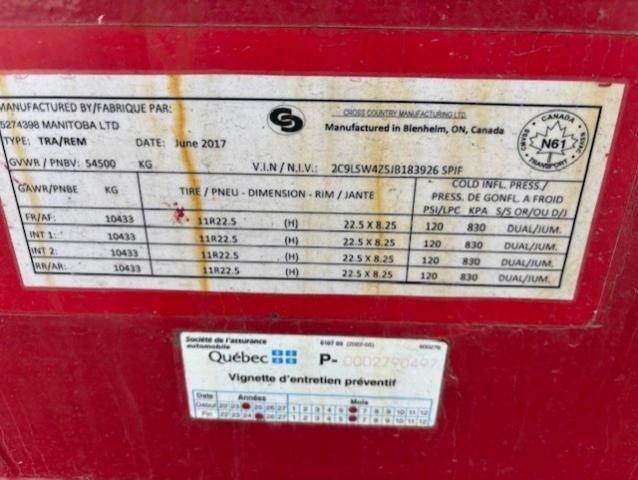 MANUFACTURED BY/FABRIQUE PAR:
5274398 MANITOBA LTD
TYPE: TRA/REM DATE: June 2017
GVWR / PNBV: 54500 KG
CROSS COUNTRY MANUFACTURING LTD.
Manufactured in Blenheim, ON, Canada
V.I.N / N.I.V.: 2C9L5W4Z5JB183926 5PIF
CANADA
N61
TRANSPORT
GAWR/PNBE KG TIRE / PNEU - DIMENSION - RIM / JANTE COLD INFL. PRESS./
PRESS. DE GONFL. A FROID
PSI/LPC KPA S/S OR/OU D/J
FR/AF: 10433 11R22.5 (H) 22.5 X 8.25 120 830 DUAL/JUM.
INT 1: 10433 11R22.5 (H) 22.5 X 8.25 120 830 DUAL/JUM.
INT 2: 10433 11R22.5 (H) 22.5 X 8.25 120 830 DUAL/JUM.
RR/AR: 10433 11R22.5 (H) 22.5 X 8.25 120 830 DUAL/JUM.
Société de l'assurance
automobile
Québec
P-0002790497
Vignette d'entretien préventif
Date Années Mois
Début 22 23 25 26 27 1 2 3 4 5 7 8 9 10 11 12
Fin 22 23 24 26 27 1 2 3 4 5 7 8 9 10 11 12